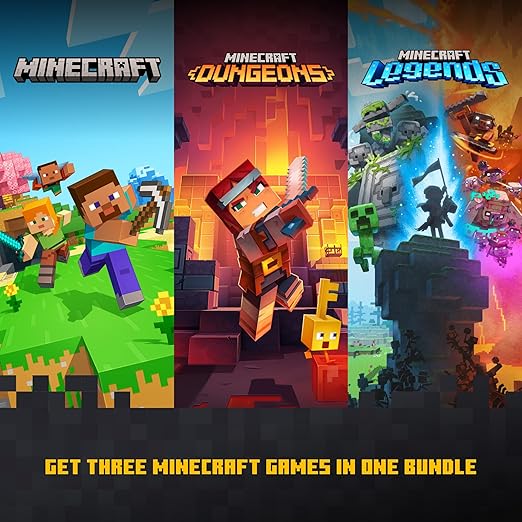 MINECRAFT
MINECRAFT
DUNGEONS
MINECRAFT
Legends
GET THREE MINECRAFT GAMES IN ONE BUNDLE